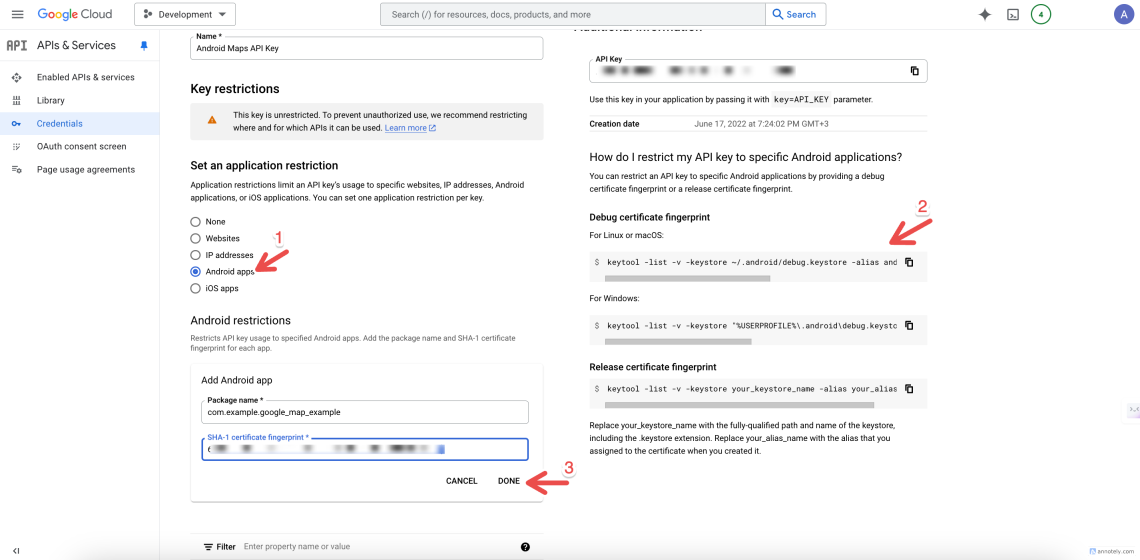 Google Cloud
Development
Search (/) for resources, docs, products, and more
Search
4
A
API APIs & Services
Enabled APIs & services
Library
Credentials
OAuth consent screen
Page usage agreements
Name *
Android Maps API Key
Key restrictions
This key is unrestricted. To prevent unauthorized use, we recommend restricting
where and for which APIs it can be used. Learn more
Set an application restriction
Application restrictions limit an API key's usage to specific websites, IP addresses, Android
applications, or iOS applications. You can set one application restriction per key.
None
Websites
1
IP addresses
Android apps
iOS apps
Android restrictions
Restricts API key usage to specified Android apps. Add the package name and SHA-1 certificate
fingerprint for each app.
Add Android app
Package name *
com.example.google_map_example
SHA-1 certificate fingerprint *
CANCEL
DONE
3
Filter Enter property name or value
Additional information
API Key
Use this key in your application by passing it with key=API_KEY parameter.
Creation date June 17, 2022 at 7:24:02 PM GMT+3
How do I restrict my API key to specific Android applications?
You can restrict an API key to specific Android applications by providing a debug
certificate fingerprint or a release certificate fingerprint.
2
Debug certificate fingerprint
For Linux or macOS:
$ keytool -list -v -keystore ~/.android/debug.keystore -alias and
For Windows:
$ keytool -list -v -keystore "%USERPROFILE%\.android\debug.keysto
Release certificate fingerprint
$ keytool -list -v -keystore your_keystore_name -alias your_alias
Replace your_keystore_name with the fully-qualified path and name of the keystore,
including the .keystore extension. Replace your_alias_name with the alias that you
assigned to the certificate when you created it.
annotely.com